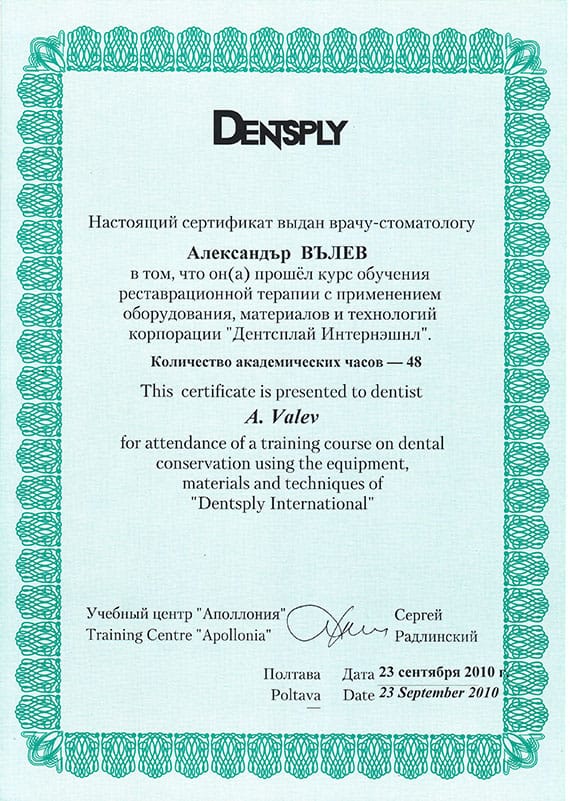 DENTSPLY
Настоящий сертификат выдан врачу-стоматологу
Александър ВЪЛЕВ
в том, что он(а) прошёл курс обучения
реставрационной терапии с применением
оборудования, материалов и технологий
корпорации "Дентсплай Интернэшнл".
Количество академических часов — 48
This certificate is presented to dentist
A. Valev
for attendance of a training course on dental
conservation using the equipment,
materials and techniques of
"Dentsply International"
Учебный центр "Аполлония" Сергей
Training Centre "Apollonia" Радлинский
Полтава Дата 23 сентября 2010 г
Poltava Date 23 September 2010